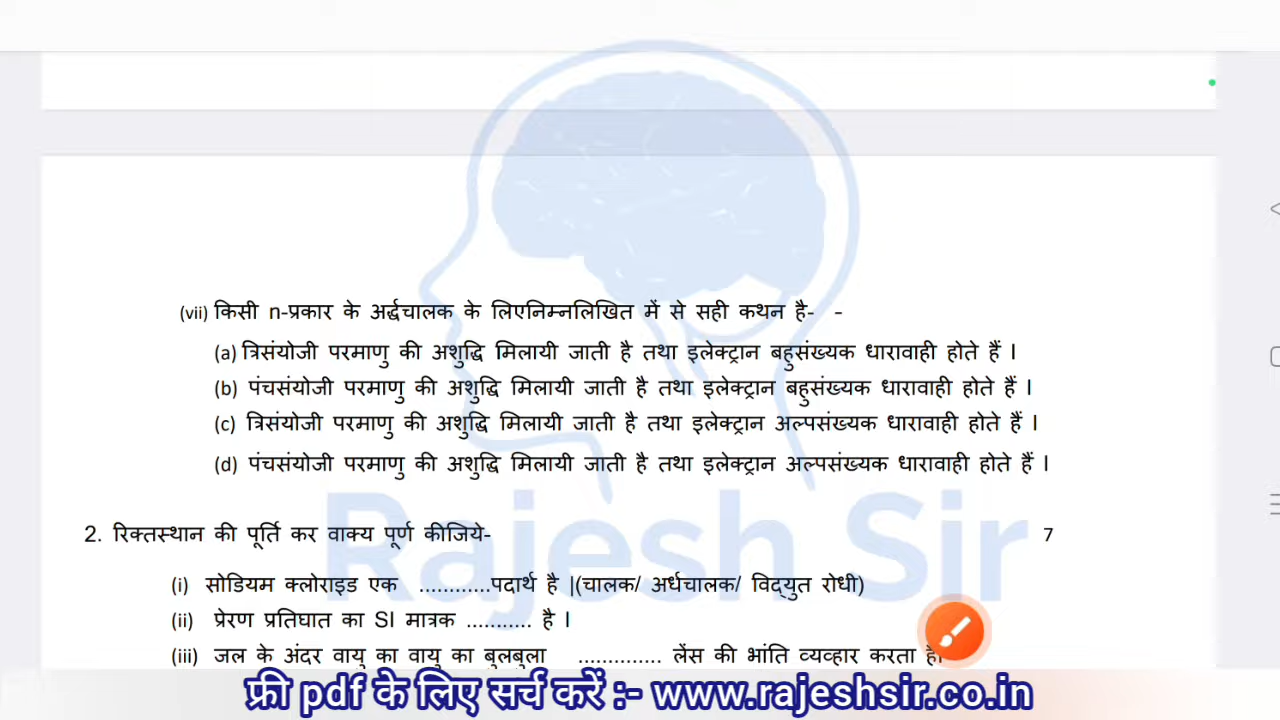 (vii) किसी n-प्रकार के अर्द्धचालक के लिएनिम्नलिखित में से सही कथन है- -
(a) त्रिसंयोजी परमाणु की अशुद्धि मिलायी जाती है तथा इलेक्ट्रान बहुसंख्यक धारावाही होते हैं ।
(b) पंचसंयोजी परमाणु की अशुद्धि मिलायी जाती है तथा इलेक्ट्रान बहुसंख्यक धारावाही होते हैं ।
(c) त्रिसंयोजी परमाणु की अशुद्धि मिलायी जाती है तथा इलेक्ट्रान अल्पसंख्यक धारावाही होते हैं ।
(d) पंचसंयोजी परमाणु की अशुद्धि मिलायी जाती है तथा इलेक्ट्रान अल्पसंख्यक धारावाही होते हैं ।
Rajesh Sir
2. रिक्तस्थान की पूर्ति कर वाक्य पूर्ण कीजिये- 7
(i) सोडियम क्लोराइड एक ............पदार्थ है |(चालक/ अर्धचालक/ विद्युत रोधी)
(ii) प्रेरण प्रतिघात का SI मात्रक ........... है ।
(iii) जल के अंदर वायु का वायु का बुलबुला .............. लेंस की भांति व्यव्हार करता है।
फ्री pdf के लिए सर्च करें :- www.rajeshsir.co.in